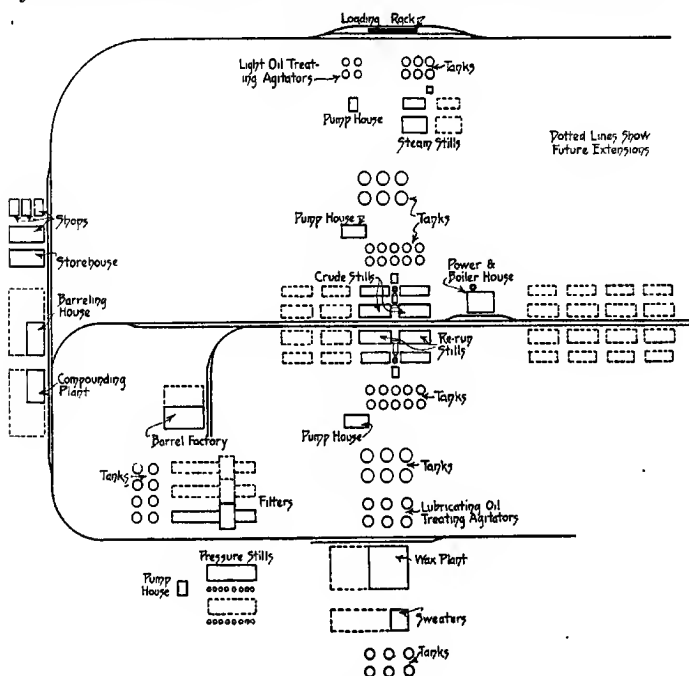 Loading Rack
Light Oil Treat-
ing Agitators
Tanks
Pump House
Steam Stills
Dotted Lines Show
Future Extensions
Shops
Pump House
Tanks
Storehouse
Crude Stills
Power &
Boiler House
Barreling
House
Re-run
Stills
Compounding
Plant
Tanks
Barrel Factory
Pump House
Tanks
Tanks
Filters
Lubricating Oil
Treating Agitators
Pressure Stills
Wax Plant
Pump
House
Sweaters
Tanks